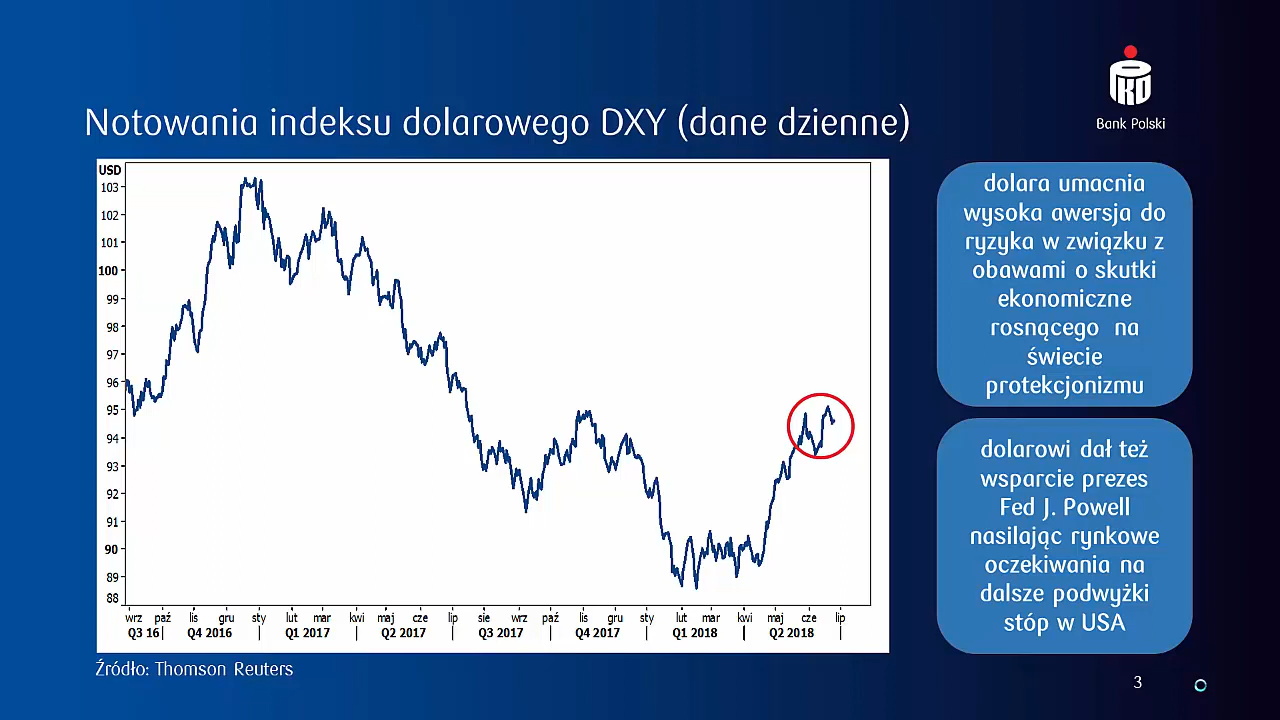 PKO
Bank Polski
Notowania indeksu dolarowego DXY (dane dzienne)
USD
103
102
101
100
99
98
97
96
95
94
93
92
91
90
89
88
wrz paź lis gru sty lut mar kwi maj cze lip sie wrz paź lis gru sty lut mar kwi maj cze lip
Q3 16 Q4 2016 Q1 2017 Q2 2017 Q3 2017 Q4 2017 Q1 2018 Q2 2018
dolara umacnia
wysoka awersja do
ryzyka w związku z
obawami o skutki
ekonomiczne
rosnącego na
świecie
protekcjonizmu
dolarowi dał też
wsparcie prezes
Fed J. Powell
nasilając rynkowe
oczekiwania na
dalsze podwyżki
stóp w USA
Źródło: Thomson Reuters
3